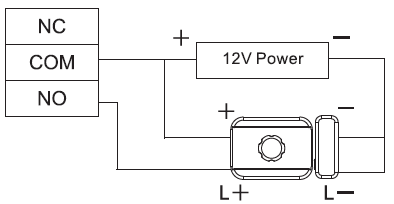 NC
+
12V Power
−
COM
NO
+
−
L+
L−